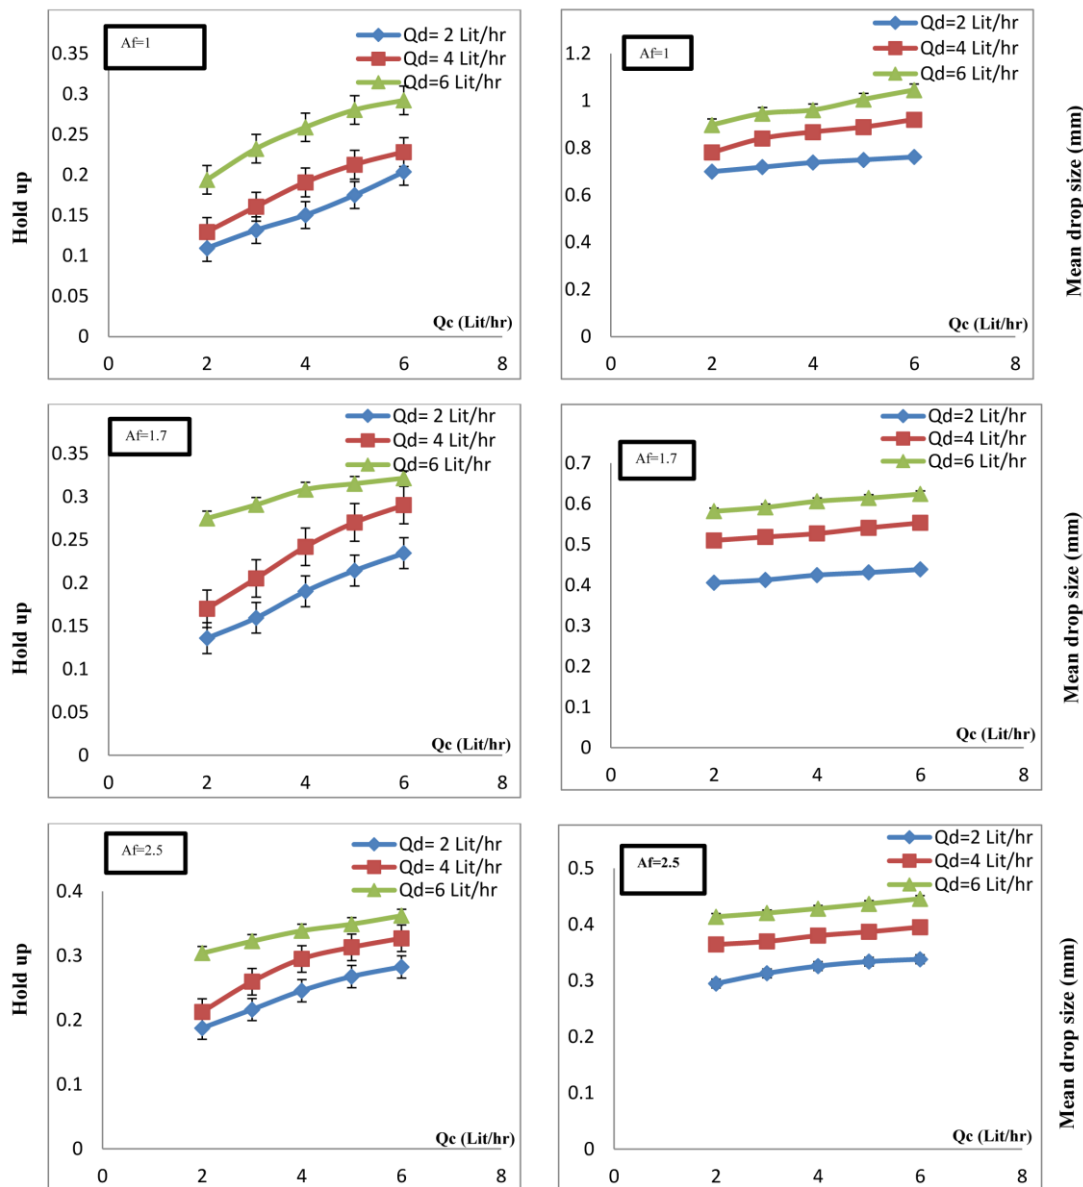 Af=1
Qd= 2 Lit/hr
Qd= 4 Lit/hr
Qd=6 Lit/hr
0.35
0.3
0.25
0.2
0.15
0.1
0.05
0
Hold up
Qc (Lit/hr)
0 2 4 6 8
Af=1
Qd=2 Lit/hr
Qd=4 Lit/hr
Qd=6 Lit/hr
1.2
1
0.8
0.6
0.4
0.2
0
Mean drop size (mm)
Qc (Lit/hr)
0 2 4 6 8
Af=1.7
Qd= 2 Lit/hr
Qd= 4 Lit/hr
Qd=6 Lit/hr
0.35
0.3
0.25
0.2
0.15
0.1
0.05
0
Hold up
Qc (Lit/hr)
0 2 4 6 8
Af=1.7
Qd=2 Lit/hr
Qd=4 Lit/hr
Qd=6 Lit/hr
0.7
0.6
0.5
0.4
0.3
0.2
0.1
0
Mean drop size (mm)
Qc (Lit/hr)
0 2 4 6 8
Af=2.5
Qd= 2 Lit/hr
Qd= 4 Lit/hr
Qd=6 Lit/hr
0.4
0.3
0.2
0.1
0
Hold up
Qc (Lit/hr)
0 2 4 6 8
Af=2.5
Qd=2 Lit/hr
Qd=4 Lit/hr
Qd=6 Lit/hr
0.5
0.4
0.3
0.2
0.1
0
Mean drop size (mm)
Qc (Lit/hr)
0 2 4 6 8